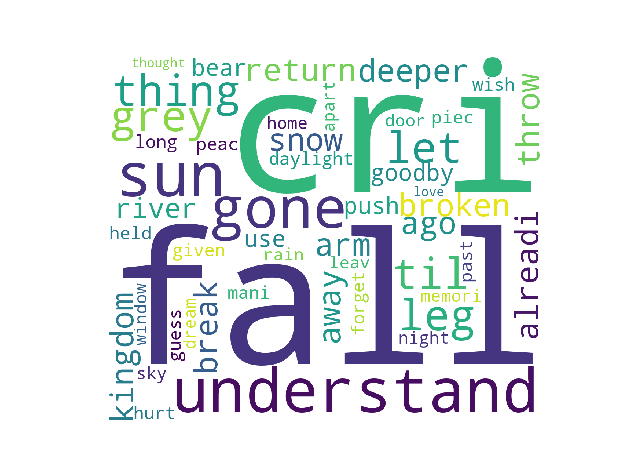 thought
bear
return
deeper
wish
thing
cri
grey
apart
throw
home
door
piec
long
peac
snow
let
daylight
goodby
sun
love
river
gone
push
broken
ago
held
use
arm
given
rain
leav
til
past
fall
away
alreadi
kingdom
window
dream
guess
break
mani
forget
memori
leg
night
sky
understand
hurt